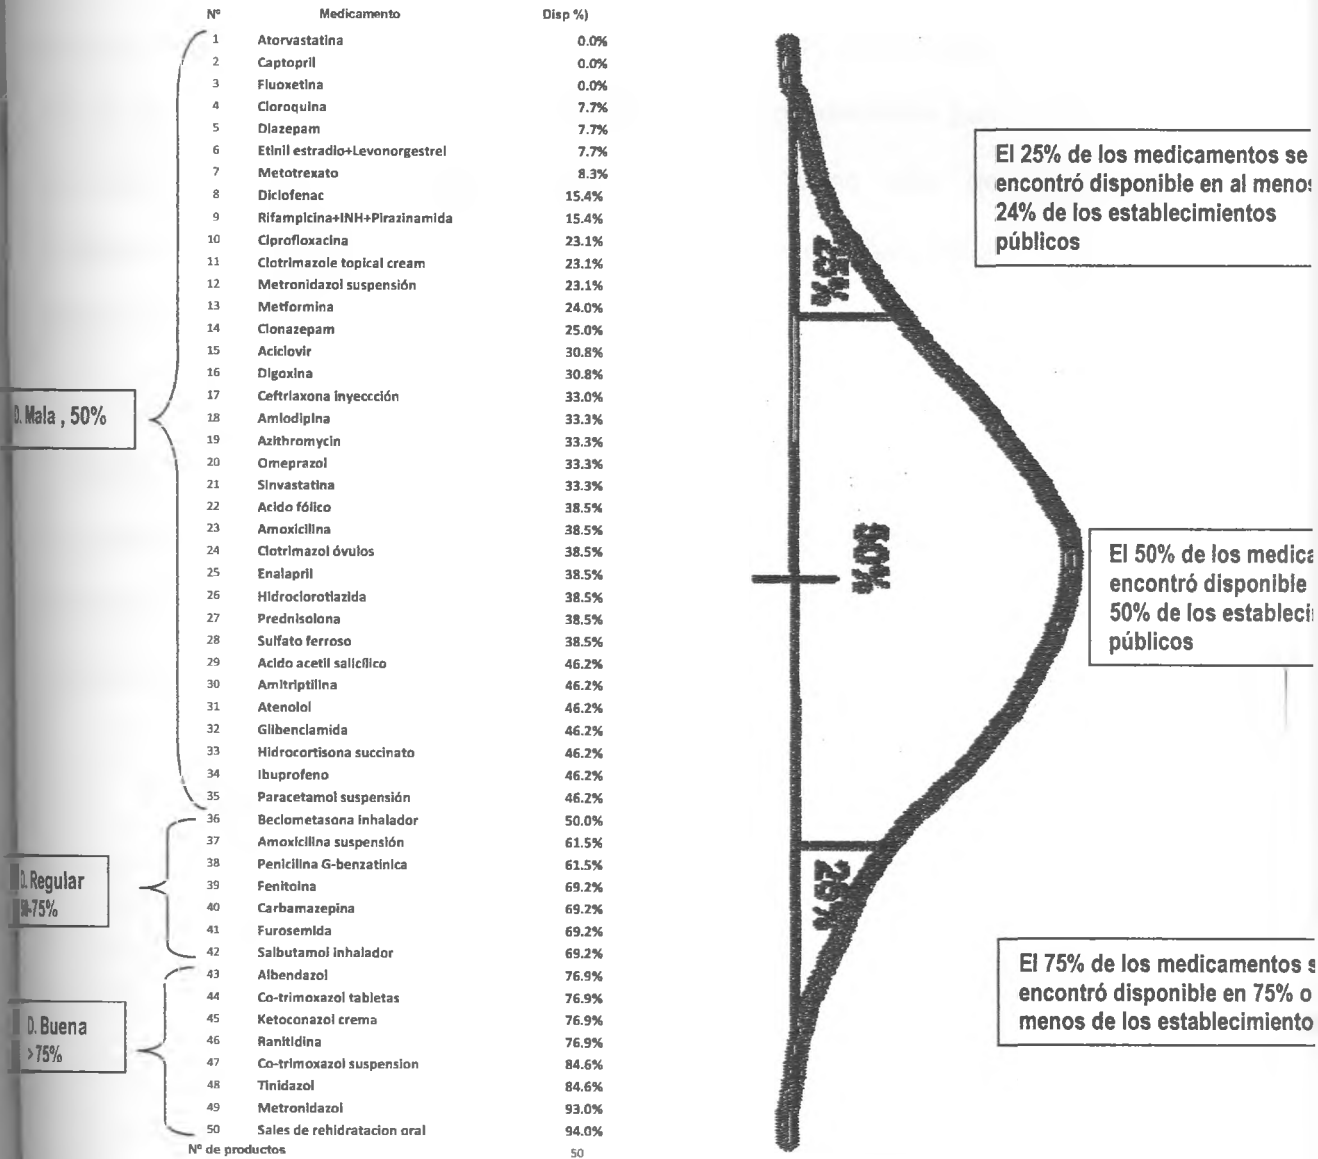 Nº Medicamento Disp %)
1 Atorvastatina 0.0%
2 Captopril 0.0%
3 Fluoxetina 0.0%
4 Cloroquina 7.7%
5 Diazepam 7.7%
6 Etinil estradio+Levonorgestrel 7.7%
7 Metotrexato 8.3%
8 Diclofenac 15.4%
9 Rifampicina+INH+Pirazinamida 15.4%
10 Ciprofloxacina 23.1%
11 Clotrimazole topical cream 23.1%
12 Metronidazol suspensión 23.1%
13 Metformina 24.0%
14 Clonazepam 25.0%
15 Aciclovir 30.8%
16 Digoxina 30.8%
17 Ceftriaxona inyeccción 33.0%
18 Amlodipina 33.3%
19 Azithromycin 33.3%
20 Omeprazol 33.3%
21 Sinvastatina 33.3%
22 Acido fólico 38.5%
23 Amoxicilina 38.5%
24 Clotrimazol óvulos 38.5%
25 Enalapril 38.5%
26 Hidroclorotiazida 38.5%
27 Prednisolona 38.5%
28 Sulfato ferroso 38.5%
29 Acido acetil salicílico 46.2%
30 Amitriptilina 46.2%
31 Atenolol 46.2%
32 Glibenclamida 46.2%
33 Hidrocortisona succinato 46.2%
34 Ibuprofeno 46.2%
35 Paracetamol suspensión 46.2%
36 Beclometasona inhalador 50.0%
37 Amoxicilina suspensión 61.5%
38 Penicilina G-benzatinica 61.5%
39 Fenitoina 69.2%
40 Carbamazepina 69.2%
41 Furosemida 69.2%
42 Salbutamol inhalador 69.2%
43 Albendazol 76.9%
44 Co-trimoxazol tabletas 76.9%
45 Ketoconazol crema 76.9%
46 Ranitidina 76.9%
47 Co-trimoxazol suspension 84.6%
48 Tinidazol 84.6%
49 Metronidazol 93.0%
50 Sales de rehidratacion oral 94.0%
Nº de productos 50
D. Mala , 50%
D. Regular
75%
D. Buena
>75%
50%
25%
El 25% de los medicamentos se
encontró disponible en al menos
24% de los establecimientos
públicos
El 50% de los medica
encontró disponible
50% de los estableci
públicos
El 75% de los medicamentos s
encontró disponible en 75% o
menos de los establecimiento